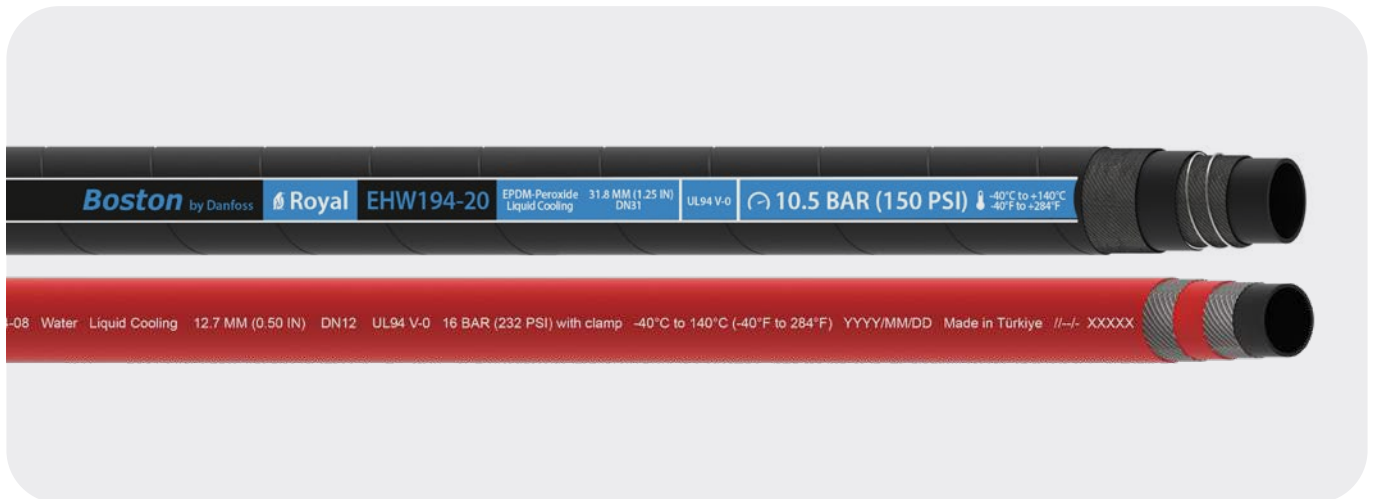 Boston by Danfoss Royal EHW194-20 EPDM-Peroxide Liquid Cooling 31.8 MM (1.25 IN) DN31 UL94 V-0 10.5 BAR (150 PSI) -40°C to +140°C -40°F to +284°F
-08 Water Liquid Cooling 12.7 MM (0.50 IN) DN12 UL94 V-0 16 BAR (232 PSI) with clamp -40°C to 140°C (-40°F to 284°F) YYYY/MM/DD Made in Türkiye //--/- XXXXX